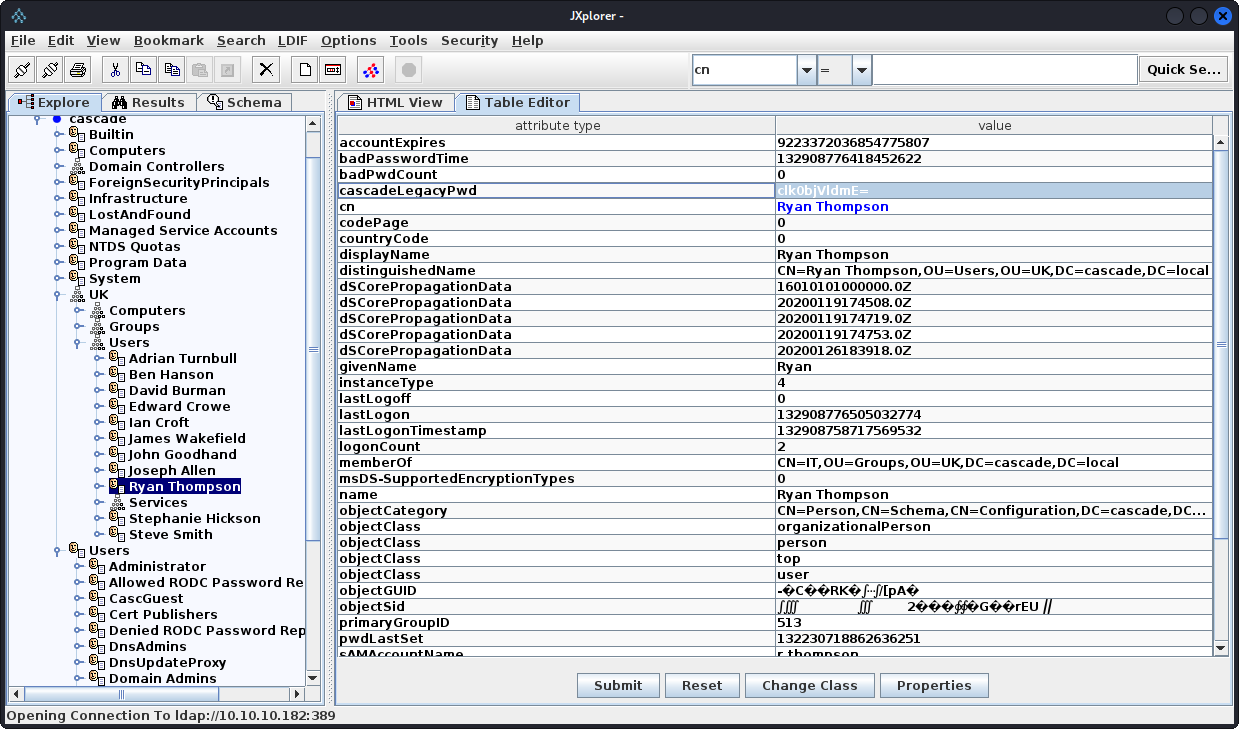 JXplorer -
File Edit View Bookmark Search LDIF Options Tools Security Help
cn = Quick Se...
Explore Results Schema
HTML View Table Editor
cascade
Builtin
Computers
Domain Controllers
ForeignSecurityPrincipals
Infrastructure
LostAndFound
Managed Service Accounts
NTDS Quotas
Program Data
System
UK
Computers
Groups
Users
Adrian Turnbull
Ben Hanson
David Burman
Edward Crowe
Ian Croft
James Wakefield
John Goodhand
Joseph Allen
Ryan Thompson
Services
Stephanie Hickson
Steve Smith
Users
Administrator
Allowed RODC Password Re
CascGuest
Cert Publishers
Denied RODC Password Rep
DnsAdmins
DnsUpdateProxy
Domain Admins
attribute type value
accountExpires 9223372036854775807
badPasswordTime 132908776418452622
badPwdCount 0
cascadeLegacyPwd clk0bjVldmE=
cn Ryan Thompson
codePage 0
countryCode 0
displayName Ryan Thompson
distinguishedName CN=Ryan Thompson,OU=Users,OU=UK,DC=cascade,DC=local
dSCorePropagationData 16010101000000.0Z
dSCorePropagationData 20200119174508.0Z
dSCorePropagationData 20200119174719.0Z
dSCorePropagationData 20200119174753.0Z
dSCorePropagationData 20200126183918.0Z
givenName Ryan
instanceType 4
lastLogoff 0
lastLogon 132908776505032774
lastLogonTimestamp 132908758717569532
logonCount 2
memberOf CN=IT,OU=Groups,OU=UK,DC=cascade,DC=local
msDS-SupportedEncryptionTypes 0
name Ryan Thompson
objectCategory CN=Person,CN=Schema,CN=Configuration,DC=cascade,DC...
objectClass organizationalPerson
objectClass person
objectClass top
objectClass user
objectGUID
objectSid
primaryGroupID 513
pwdLastSet 132230718862636251
sAMAccountName r.thompson
Submit Reset Change Class Properties
Opening Connection To ldap://10.10.10.182:389